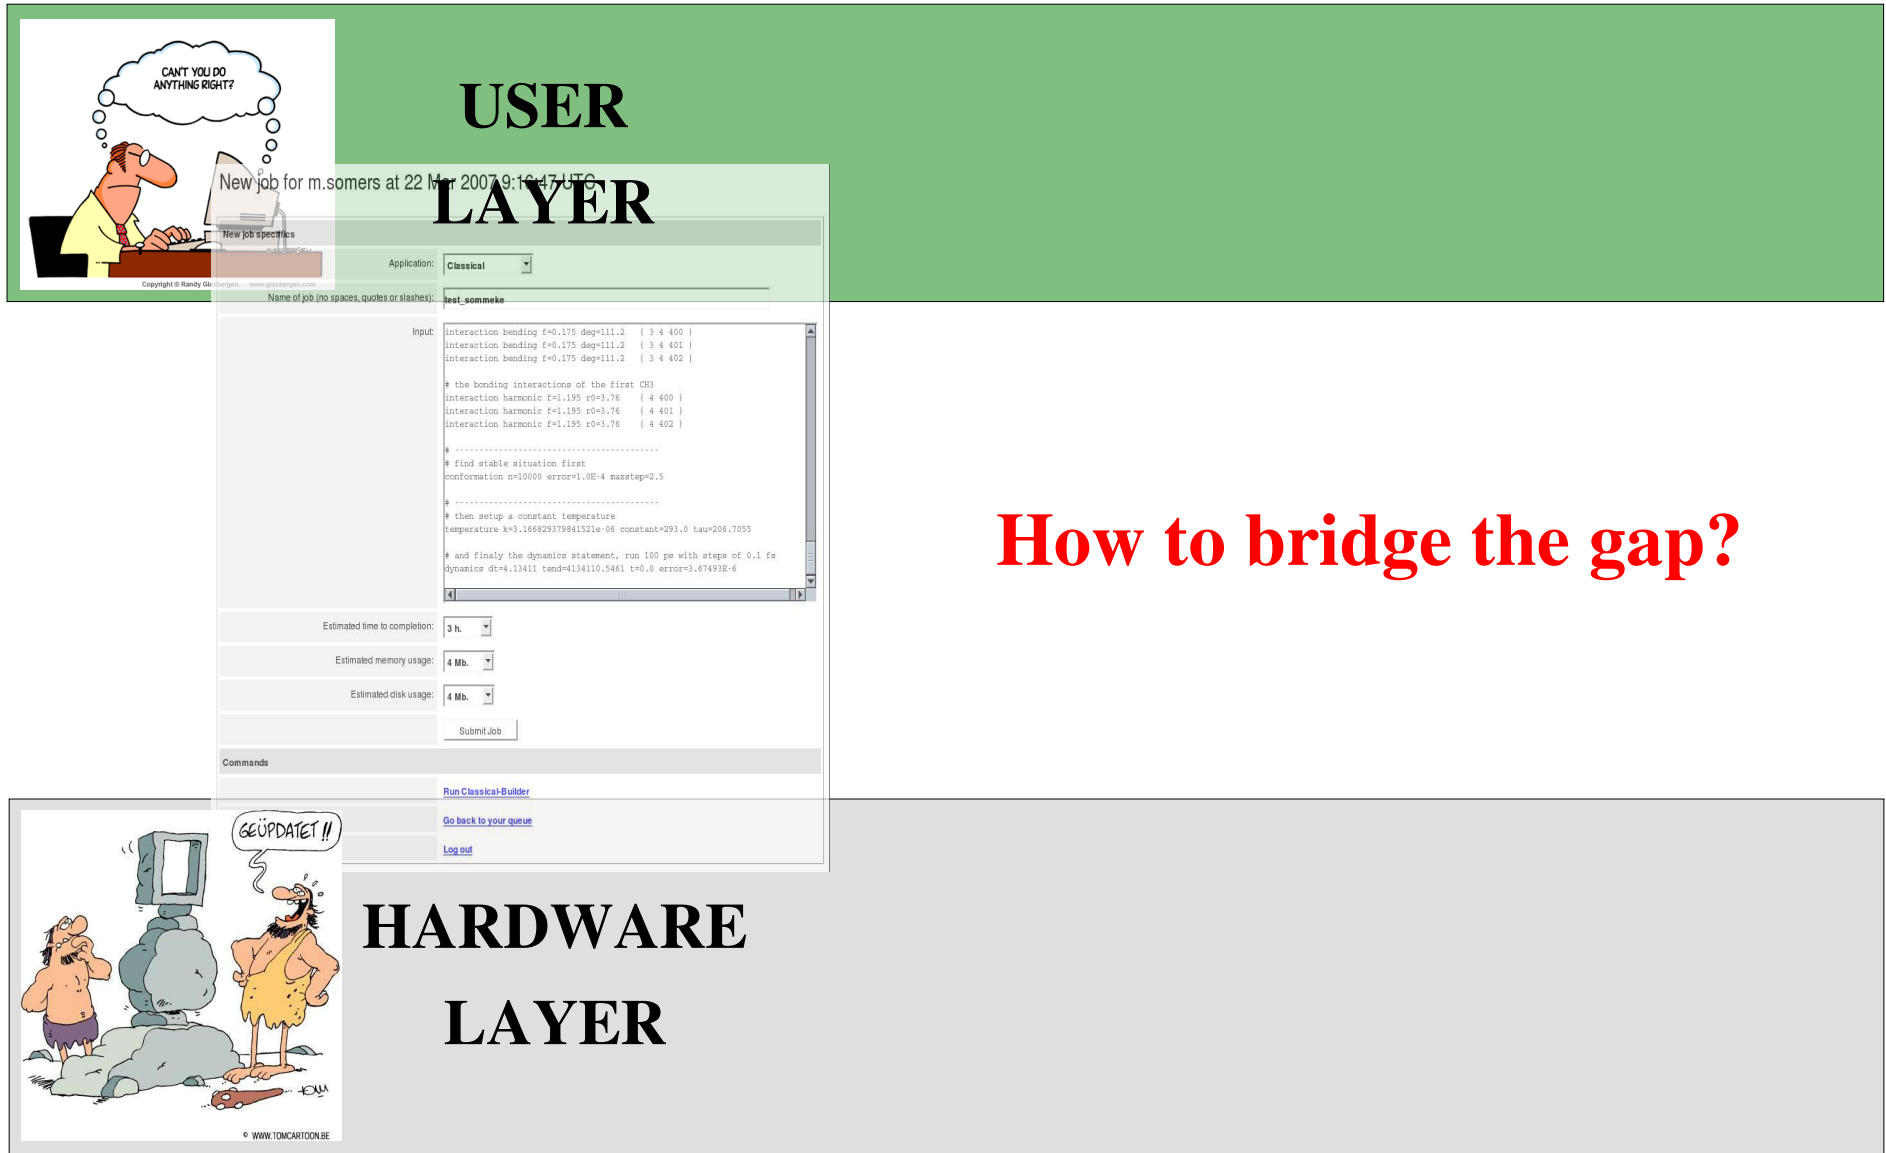 CAN'T YOU DO
ANYTHING RIGHT?
USER
LAYER
Copyright © Randy Glasbergen. www.glasbergen.com
New job for m.somers at 22 Mar 2007 9:16:47 UTC
New job specifics
Application: Classical
Name of job (no spaces, quotes or slashes): test_sommeke
Input:
interaction bending f=0.175 deg=111.2 { 3 4 400 }
interaction bending f=0.175 deg=111.2 { 3 4 401 }
interaction bending f=0.175 deg=111.2 { 3 4 402 }
# the bonding interactions of the first CH3
interaction harmonic f=1.195 r0=3.76 { 4 400 }
interaction harmonic f=1.195 r0=3.76 { 4 401 }
interaction harmonic f=1.195 r0=3.76 { 4 402 }
# -----------------------------------------
# find stable situation first
conformation n=10000 error=1.0E-4 maxstep=2.5
# -----------------------------------------
# then setup a constant temperature
temperature k=3.166829379841521e-06 constant=293.0 tau=206.7055
# and finaly the dynamics statement, run 100 ps with steps of 0.1 fs
dynamics dt=4.13411 tend=4134110.5461 t=0.0 error=3.67493E-6
Estimated time to completion: 3 h.
Estimated memory usage: 4 Mb.
Estimated disk usage: 4 Mb.
Submit Job
Commands
Run Classical-Builder
Go back to your queue
Log out
How to bridge the gap?
GEÜPDATET !!
HARDWARE
LAYER
© WWW.TOMCARTOON.BE